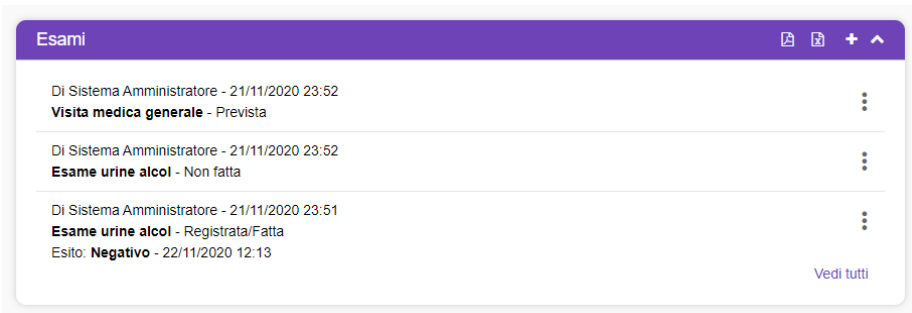 Esami
Di Sistema Amministratore - 21/11/2020 23:52
Visita medica generale - Prevista
Di Sistema Amministratore - 21/11/2020 23:52
Esame urine alcol - Non fatta
Di Sistema Amministratore - 21/11/2020 23:51
Esame urine alcol - Registrata/Fatta
Esito: Negativo - 22/11/2020 12:13
Vedi tutti